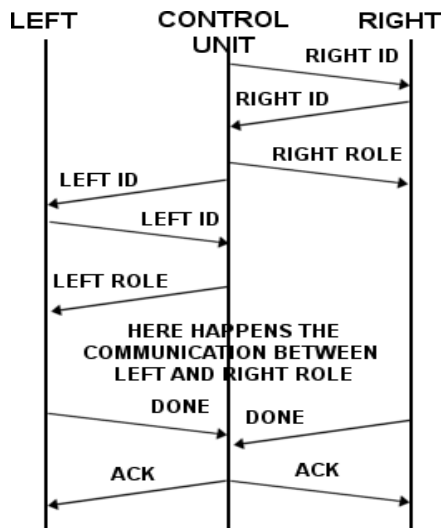 LEFT
CONTROL
UNIT
RIGHT
RIGHT ID
RIGHT ID
RIGHT ROLE
LEFT ID
LEFT ID
LEFT ROLE
HERE HAPPENS THE
COMMUNICATION BETWEEN
LEFT AND RIGHT ROLE
DONE
DONE
ACK
ACK